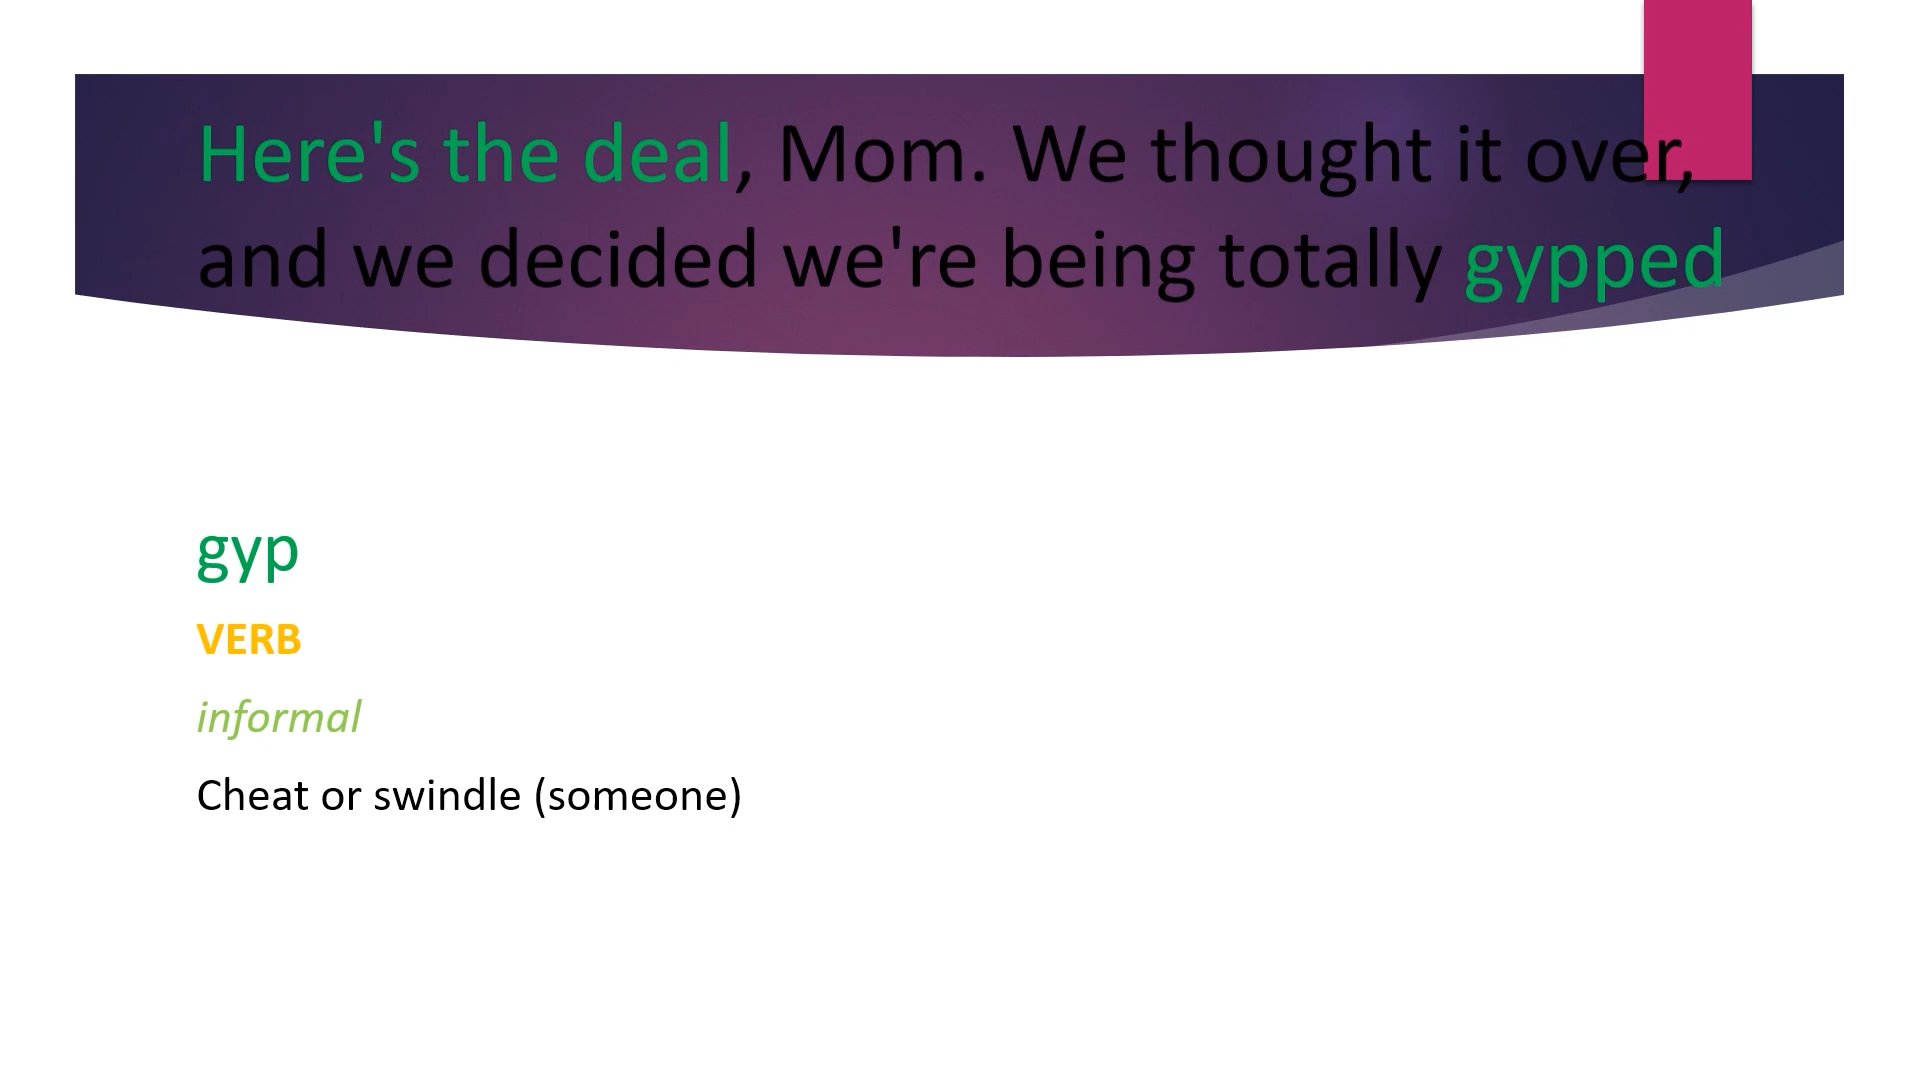 Here's the deal, Mom. We thought it over,
and we decided we're being totally gypped
gyp
VERB
informal
Cheat or swindle (someone)